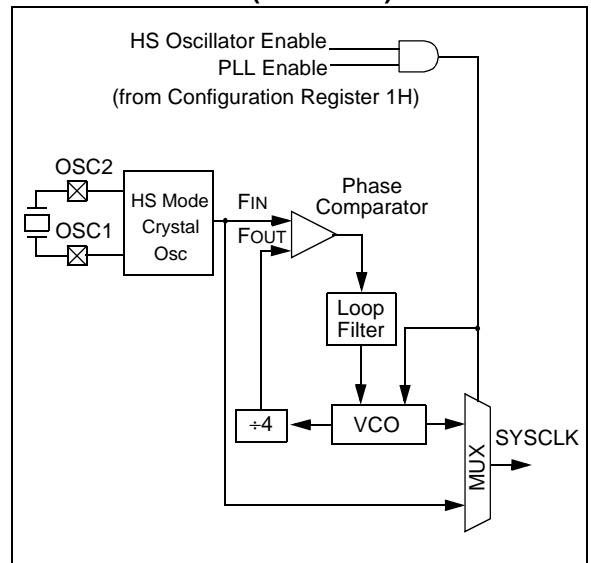 HS Oscillator Enable
PLL Enable
(from Configuration Register 1H)
OSC2
OSC1
HS Mode
Crystal
Osc
FIN
FOUT
Phase
Comparator
Loop
Filter
÷4
VCO
MUX
SYSCLK